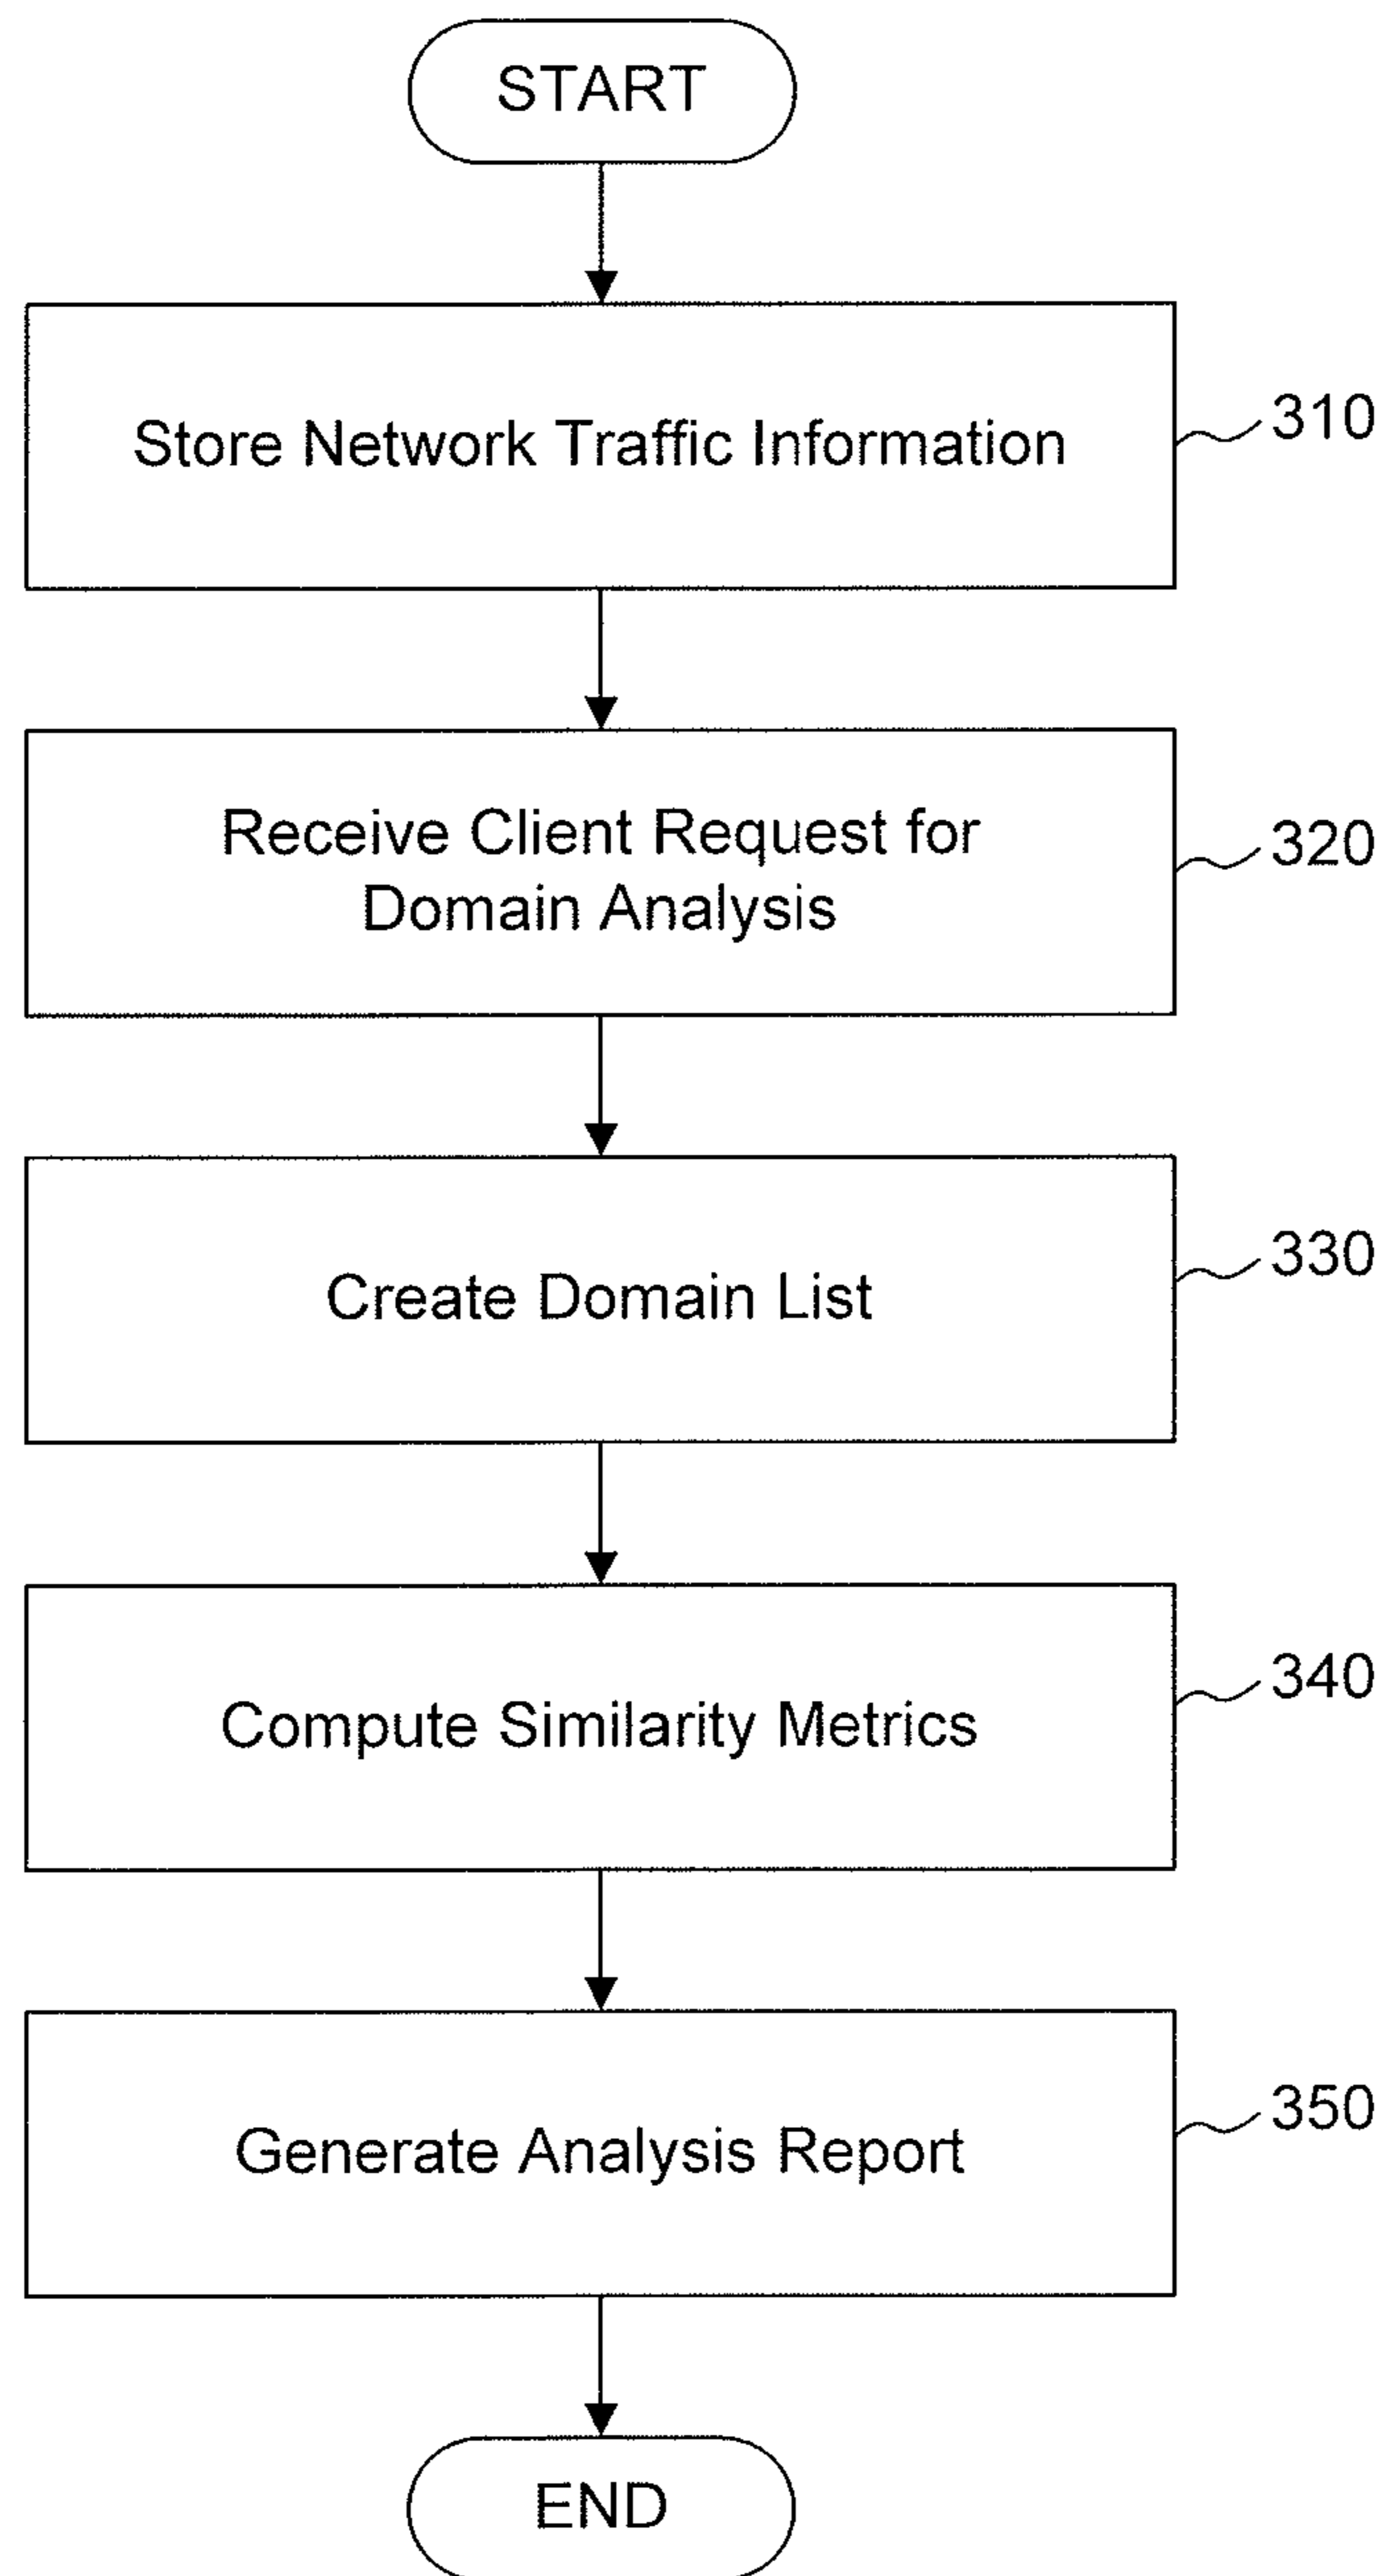 START
Store Network Traffic Information
310
Receive Client Request for
Domain Analysis
320
Create Domain List
330
Compute Similarity Metrics
340
Generate Analysis Report
350
END